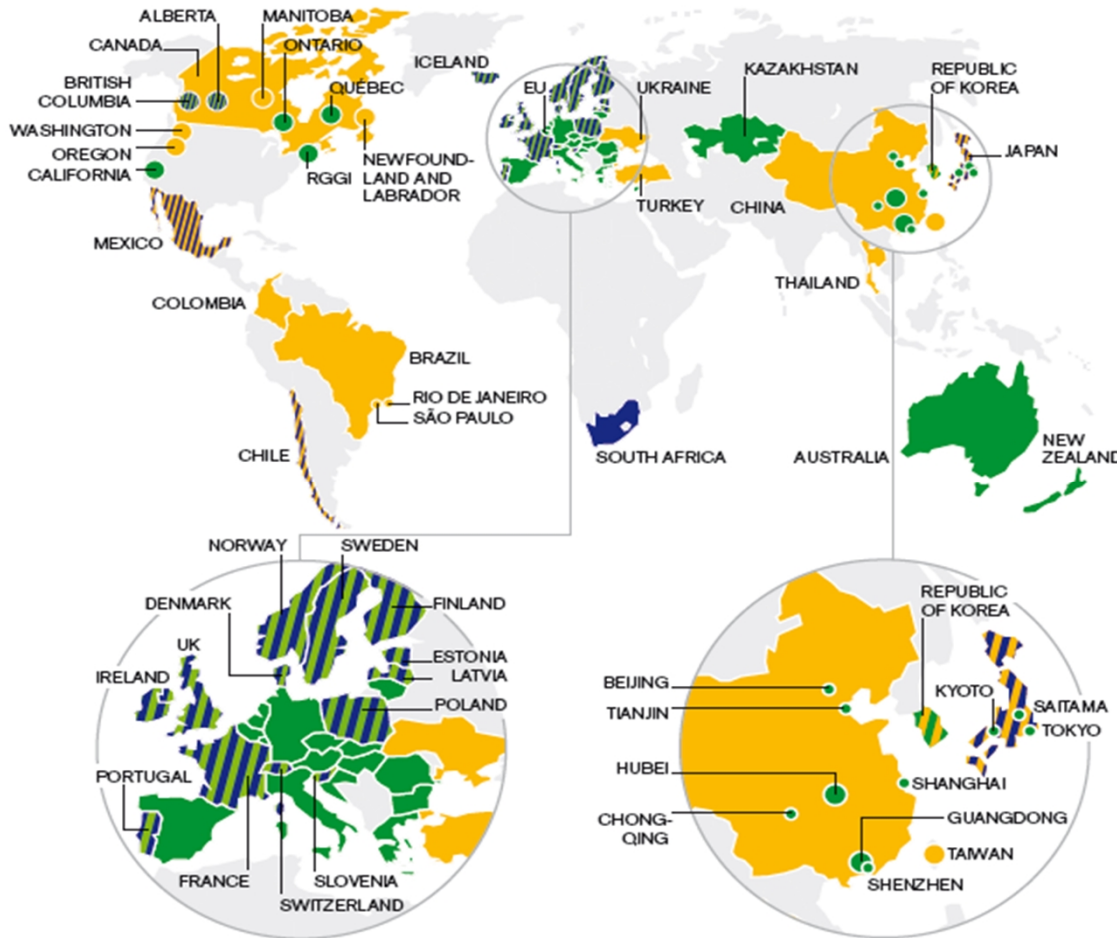 ALBERTA
MANITOBA
CANADA
ONTARIO
BRITISH
COLUMBIA
QUÉBEC
WASHINGTON
OREGON
CALIFORNIA
RGGI
NEWFOUND-
LAND AND
LABRADOR
MEXICO
ICELAND
EU
UKRAINE
TURKEY
KAZAKHSTAN
REPUBLIC
OF KOREA
JAPAN
CHINA
THAILAND
COLOMBIA
BRAZIL
RIO DE JANEIRO
SÃO PAULO
CHILE
SOUTH AFRICA
AUSTRALIA
NEW
ZEALAND
NORWAY
SWEDEN
DENMARK
FINLAND
UK
IRELAND
ESTONIA
LATVIA
POLAND
PORTUGAL
FRANCE
SLOVENIA
SWITZERLAND
REPUBLIC
OF KOREA
BEIJING
TIANJIN
KYOTO
SAITAMA
TOKYO
HUBEI
SHANGHAI
CHONG-
QING
GUANGDONG
TAIWAN
SHENZHEN